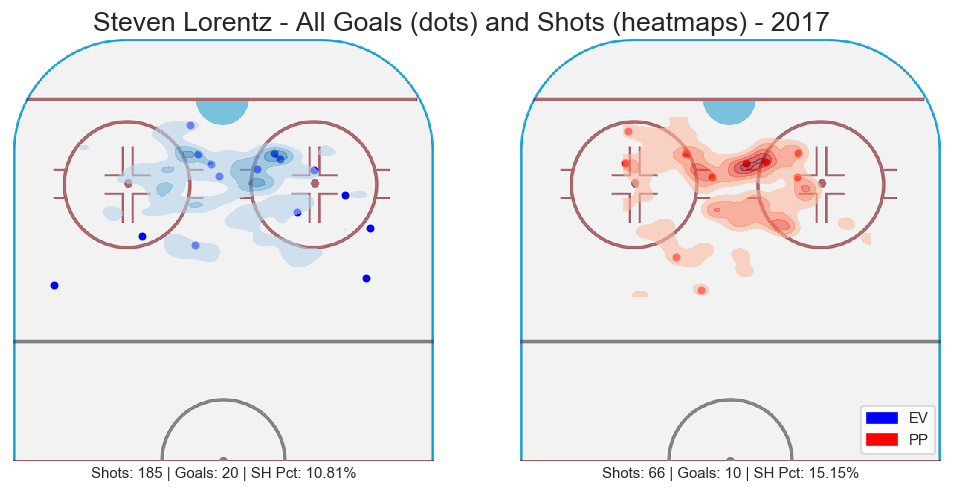 Steven Lorentz - All Goals (dots) and Shots (heatmaps) - 2017
EV
PP
Shots: 185 | Goals: 20 | SH Pct: 10.81%
Shots: 66 | Goals: 10 | SH Pct: 15.15%